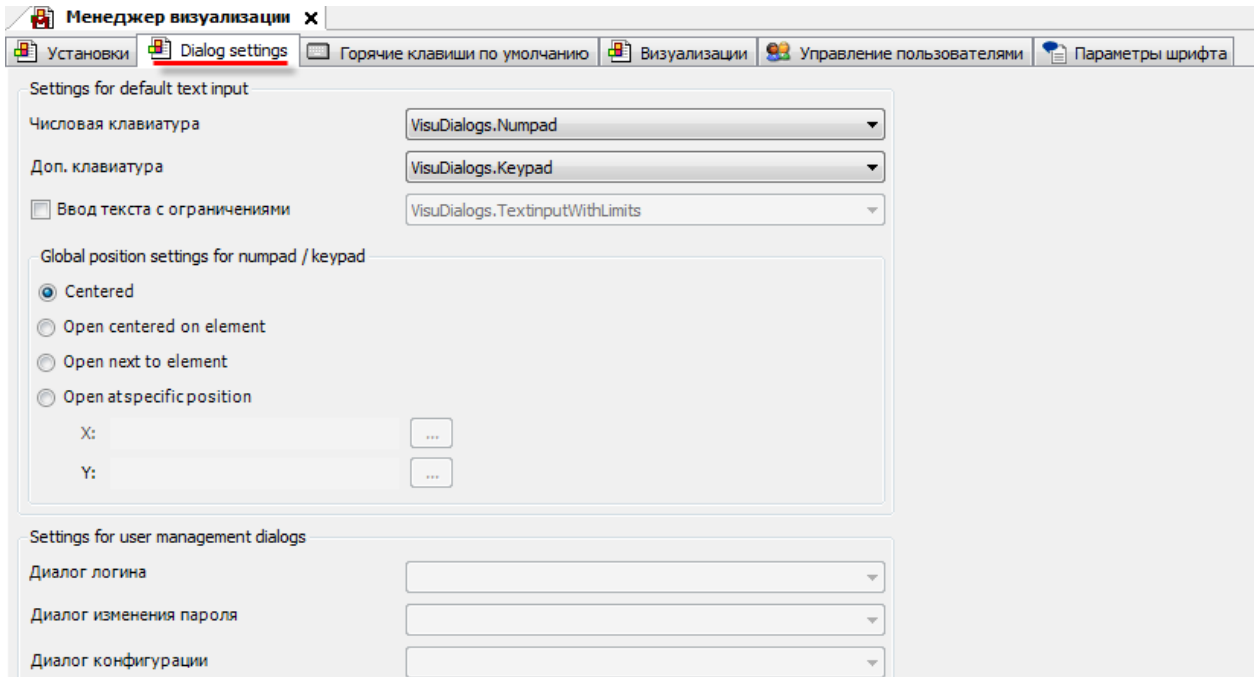 Менеджер визуализации x
Установки Dialog settings Горячие клавиши по умолчанию Визуализации Управление пользователями Параметры шрифта
Settings for default text input
Числовая клавиатура VisuDialogs.Numpad
Доп. клавиатура VisuDialogs.Keypad
Ввод текста с ограничениями VisuDialogs.TextinputWithLimits
Global position settings for numpad / keypad
Centered
Open centered on element
Open next to element
Open at specific position
X: ...
Y: ...
Settings for user management dialogs
Диалог логина
Диалог изменения пароля
Диалог конфигурации